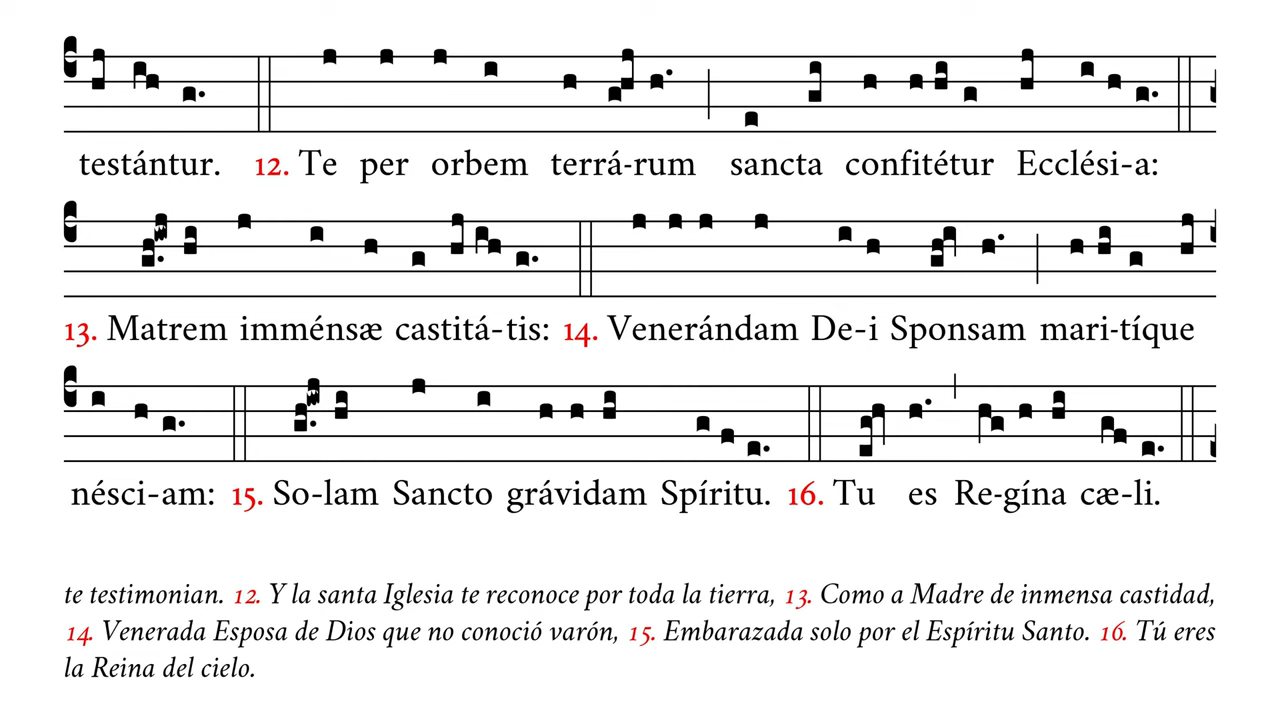 testántur. 12. Te per orbem terrá-rum sancta confitétur Ecclési-a:
13. Matrem imménsæ castitá-tis: 14. Venerándam De-i Sponsam mari-tíque
nésci-am: 15. So-lam Sancto grávidam Spíritu. 16. Tu es Re-gína cæ-li.
te testimonian. 12. Y la santa Iglesia te reconoce por toda la tierra, 13. Como a Madre de inmensa castidad,
14. Venerada Esposa de Dios que no conoció varón, 15. Embarazada solo por el Espíritu Santo. 16. Tú eres
la Reina del cielo.